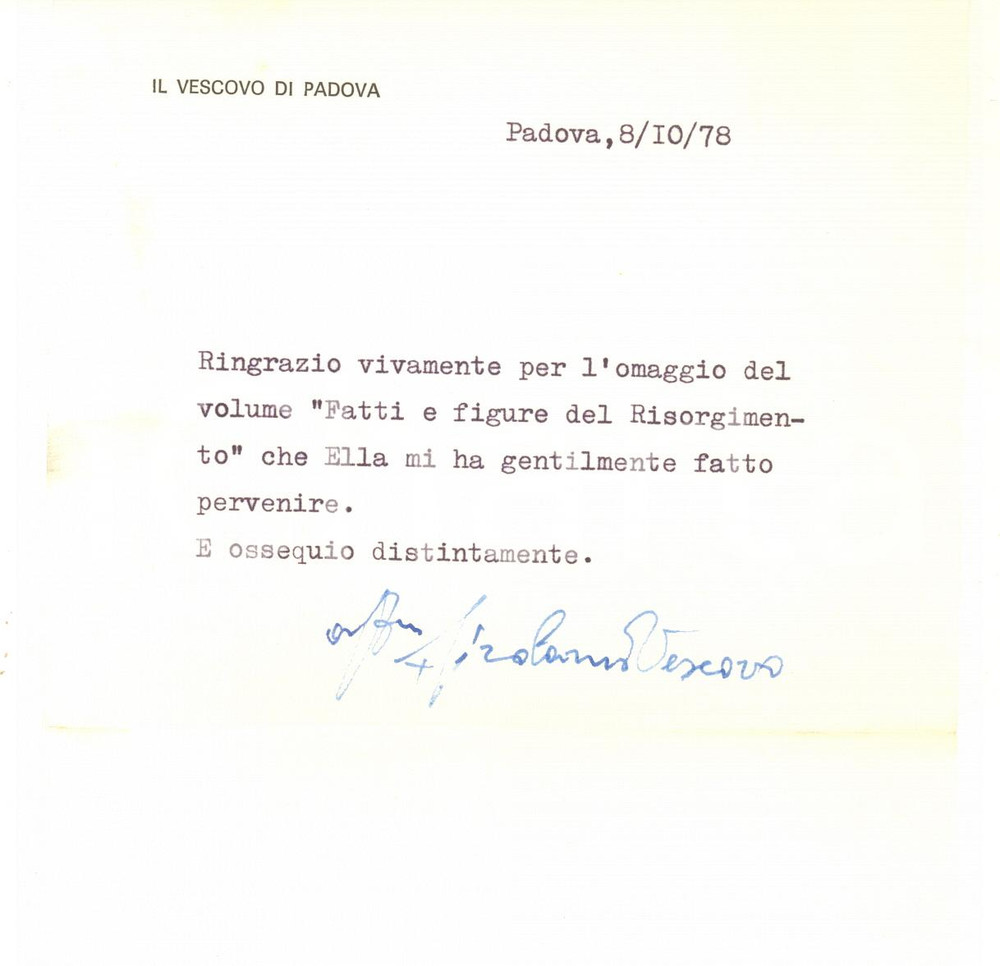 IL VESCOVO DI PADOVA
Padova,8/IO/78
Ringrazio vivamente per l'omaggio del
volume "Fatti e figure del Risorgimen-
to" che Ella mi ha gentilmente fatto
pervenire.
E ossequio distintamente.
+ Girolamo Vescovo